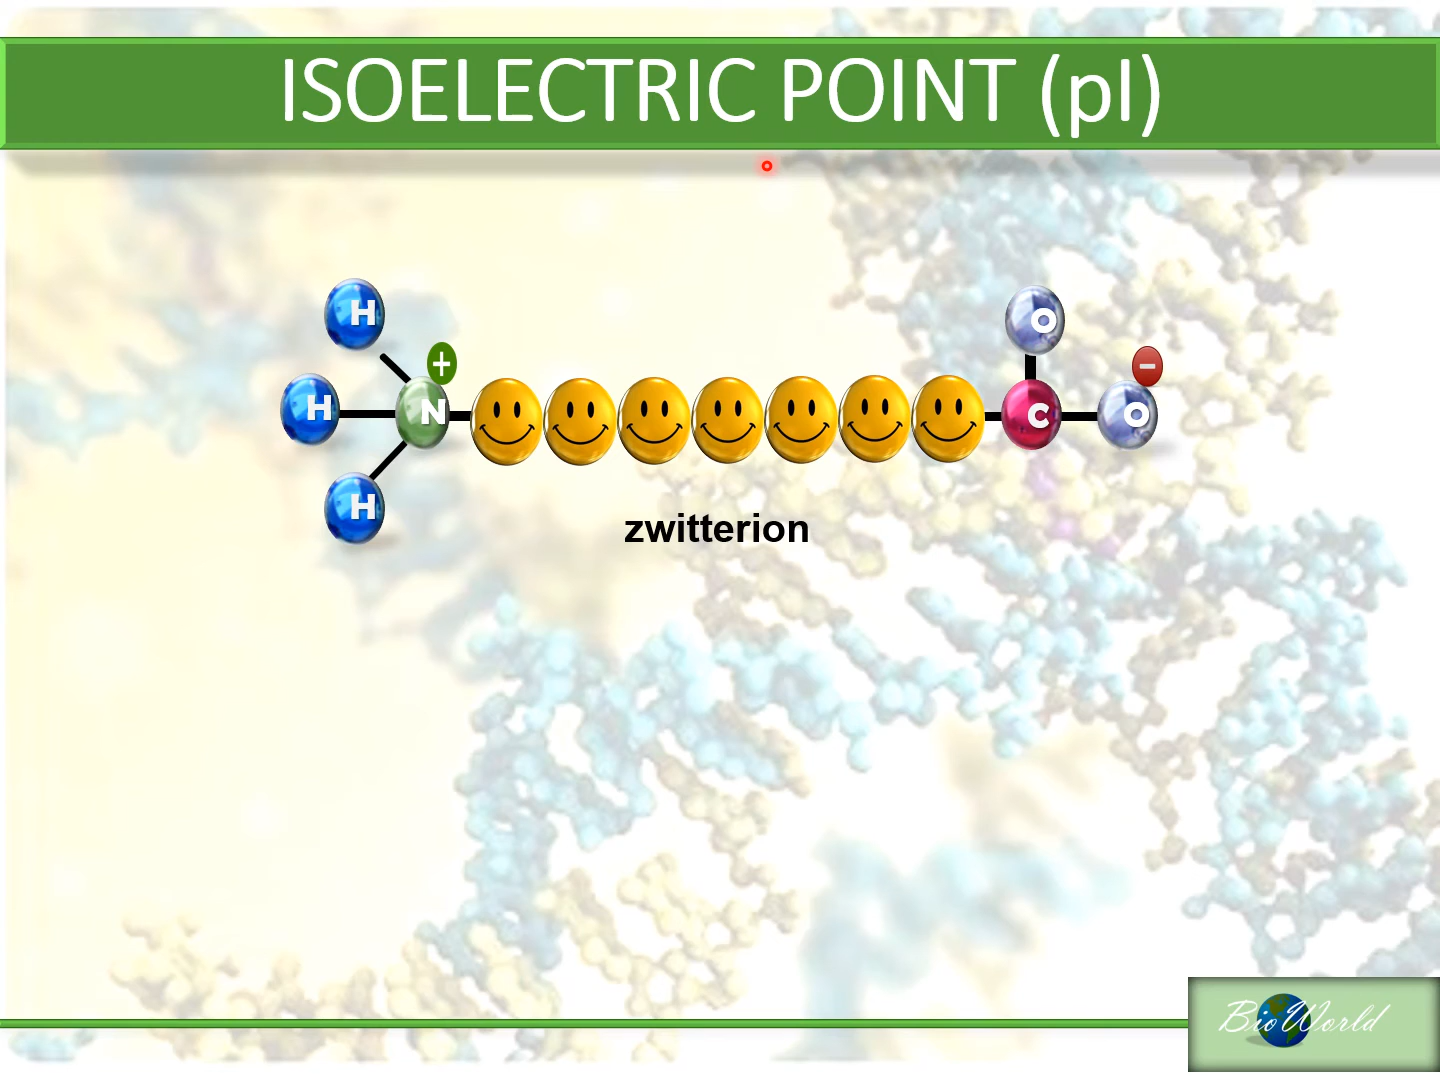 ISOELECTRIC POINT (pI)
H
O
+
−
H
N
C
O
H
zwitterion
BioWorld